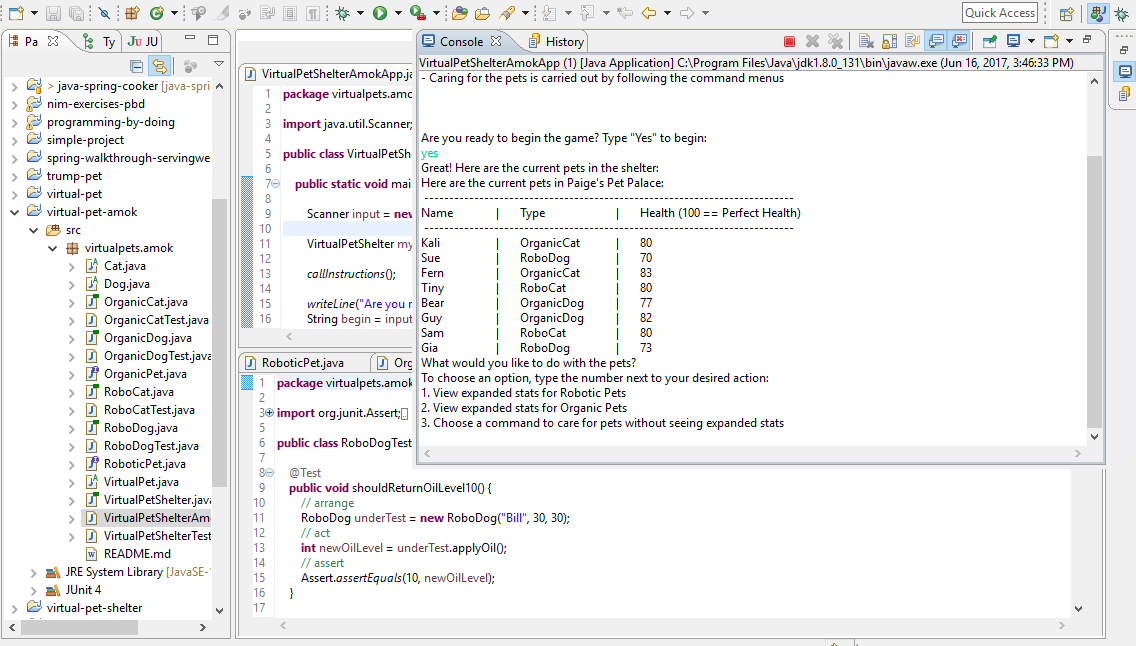 Quick Access
Pa
Ty
JU JU
> java-spring-cooker [java-spri
nim-exercises-pbd
programming-by-doing
simple-project
spring-walkthrough-servingwe
trump-pet
virtual-pet
virtual-pet-amok
src
virtualpets.amok
Cat.java
Dog.java
OrganicCat.java
OrganicCatTest.java
OrganicDog.java
OrganicDogTest.java
OrganicPet.java
RoboCat.java
RoboCatTest.java
RoboDog.java
RoboDogTest.java
RoboticPet.java
VirtualPet.java
VirtualPetShelter.java
VirtualPetShelterAmo
VirtualPetShelterTest
README.md
JRE System Library [JavaSE-1
JUnit 4
virtual-pet-shelter
VirtualPetShelterAmokApp.ja
1 package virtualpets.amo
2
3 import java.util.Scanner;
4
5 public class VirtualPetSh
6
7 public static void mai
8
9 Scanner input = new
10
11 VirtualPetShelter my
12
13 callInstructions();
14
15 writeLine("Are you r
16 String begin = input
RoboticPet.java
Org
1 package virtualpets.amok
2
3 import org.junit.Assert;
5
6 public class RoboDogTest
7
8 @Test
9 public void shouldReturnOilLevel10() {
10 // arrange
11 RoboDog underTest = new RoboDog("Bill", 30, 30);
12 // act
13 int newOilLevel = underTest.applyOil();
14 // assert
15 Assert.assertEquals(10, newOilLevel);
16 }
17
Console
History
VirtualPetShelterAmokApp (1) [Java Application] C:\Program Files\Java\jdk1.8.0_131\bin\javaw.exe (Jun 16, 2017, 3:46:33 PM)
- Caring for the pets is carried out by following the command menus
Are you ready to begin the game? Type "Yes" to begin:
yes
Great! Here are the current pets in the shelter:
Here are the current pets in Paige's Pet Palace:
--------------------------------------------------------------------------
Name | Type | Health (100 == Perfect Health)
--------------------------------------------------------------------------
Kali | OrganicCat | 80
Sue | RoboDog | 70
Fern | OrganicCat | 83
Tiny | RoboCat | 80
Bear | OrganicDog | 77
Guy | OrganicDog | 82
Sam | RoboCat | 80
Gia | RoboDog | 73
What would you like to do with the pets?
To choose an option, type the number next to your desired action:
1. View expanded stats for Robotic Pets
2. View expanded stats for Organic Pets
3. Choose a command to care for pets without seeing expanded stats